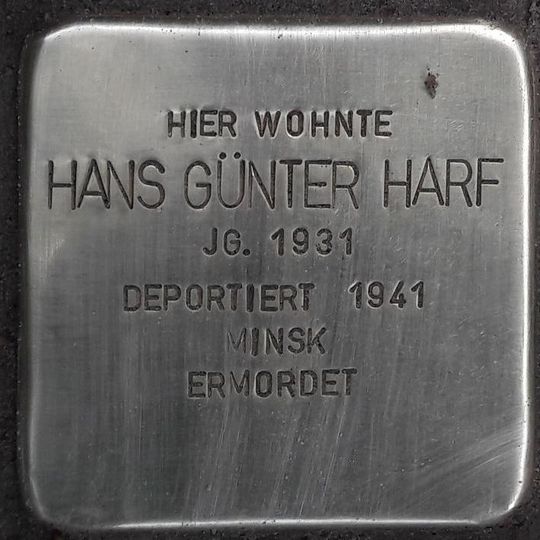 HIER WOHNTE
HANS GÜNTER HARF
JG. 1931
DEPORTIERT 1941
MINSK
ERMORDET